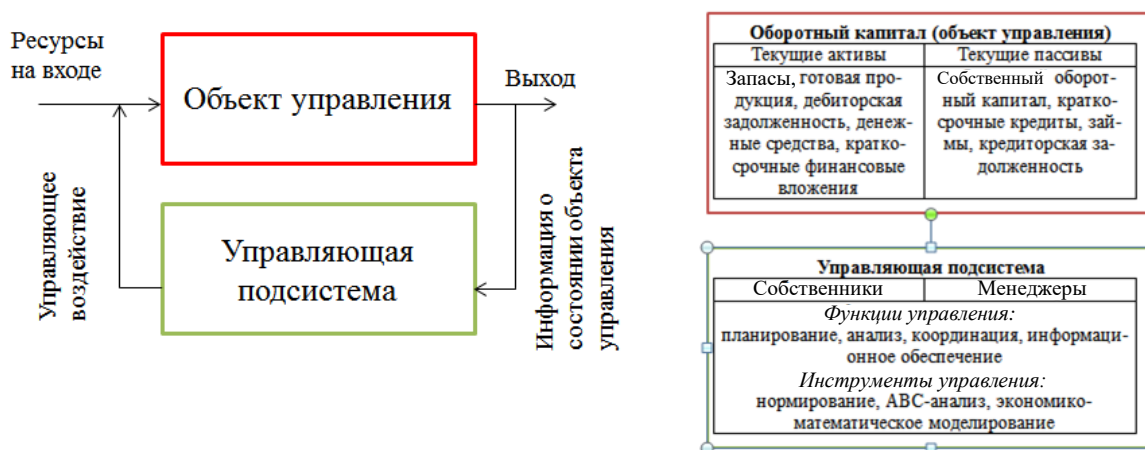 Ресурсы
на входе
Объект управления
Выход
Управляющее
воздействие
Управляющая
подсистема
Информация о
состоянии объекта
управления
Оборотный капитал (объект управления)
Текущие активы
Текущие пассивы
Запасы, готовая про-
дукция, дебиторская
задолженность, денеж-
ные средства, кратко-
срочные финансовые
вложения
Собственный оборот-
ный капитал, кратко-
срочные кредиты, зай-
мы, кредиторская за-
долженность
Управляющая подсистема
Собственники
Менеджеры
Функции управления:
планирование, анализ, координация, информаци-
онное обеспечение
Инструменты управления:
нормирование, АВС-анализ, экономико-
математическое моделирование